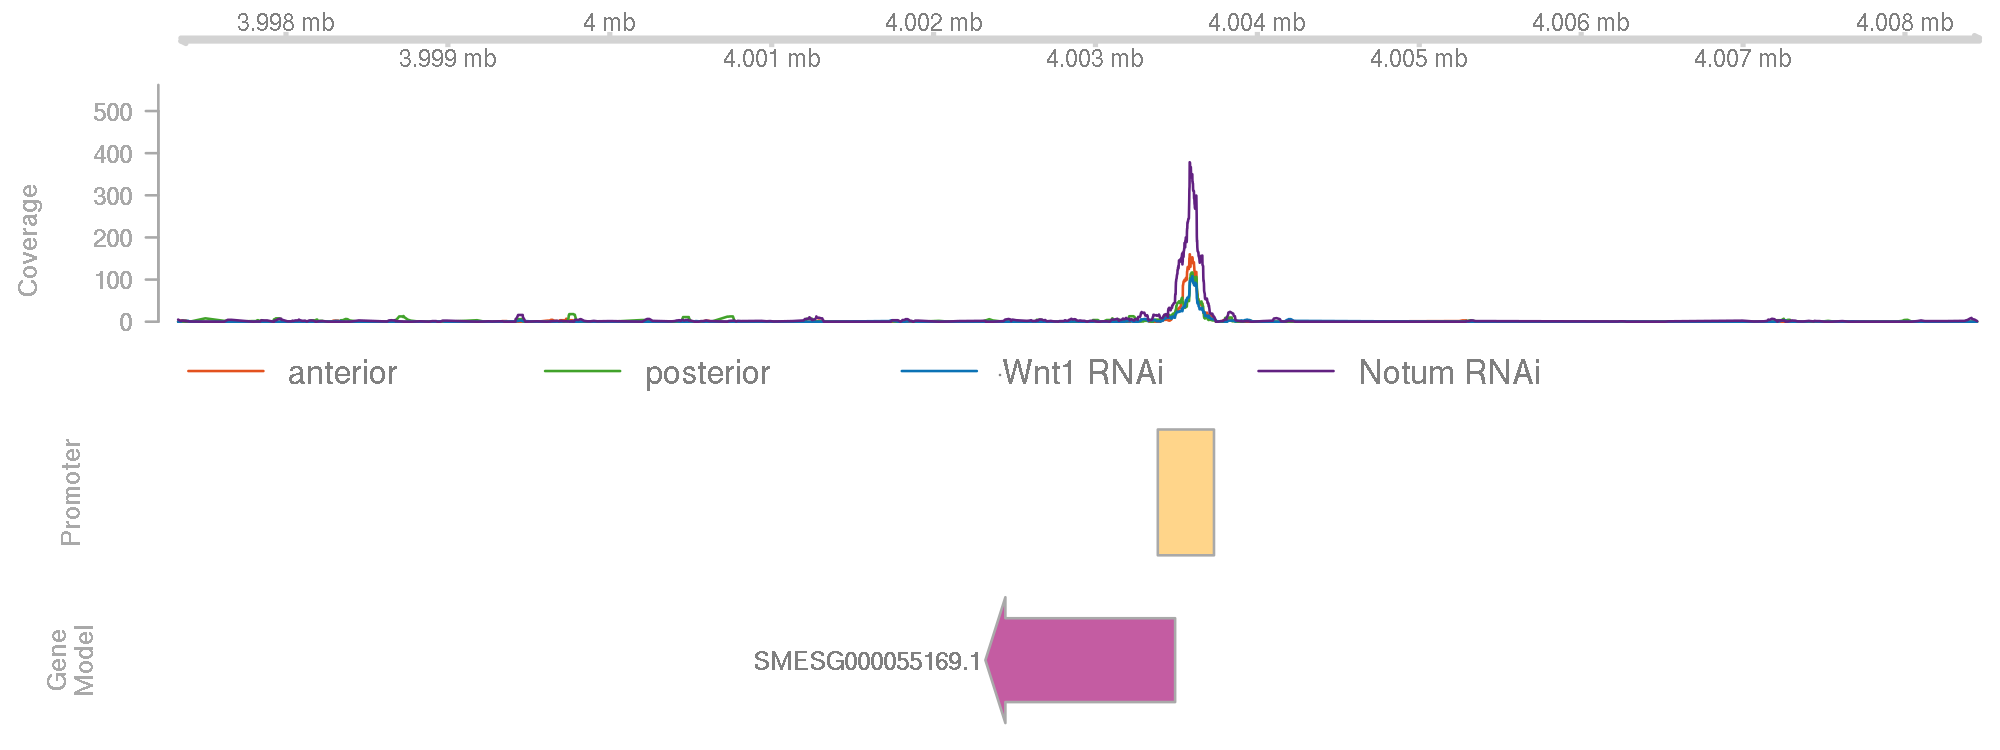 3.998 mb 4 mb 4.002 mb 4.004 mb 4.006 mb 4.008 mb
3.999 mb 4.001 mb 4.003 mb 4.005 mb 4.007 mb
Coverage
500
400
300
200
100
0
anterior posterior Wnt1 RNAi Notum RNAi
Promoter
Gene
Model
SMESG000055169.1